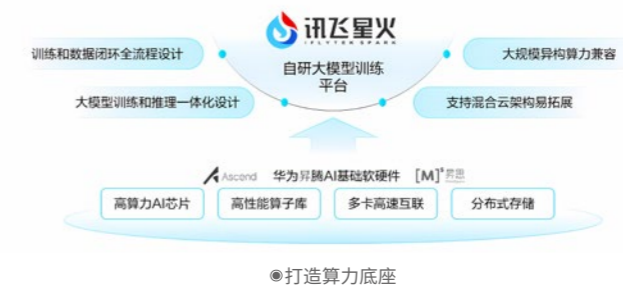 讯飞星火
IFLYTEK SPARK
训练和数据闭环全流程设计
自研大模型训练
平台
大规模异构算力兼容
大模型训练和推理一体化设计
支持混合云架构易拓展
Ascend 华为昇腾AI基础软硬件 [M]ˢ 昇思
高算力AI芯片 高性能算子库 多卡高速互联 分布式存储
◉打造算力底座